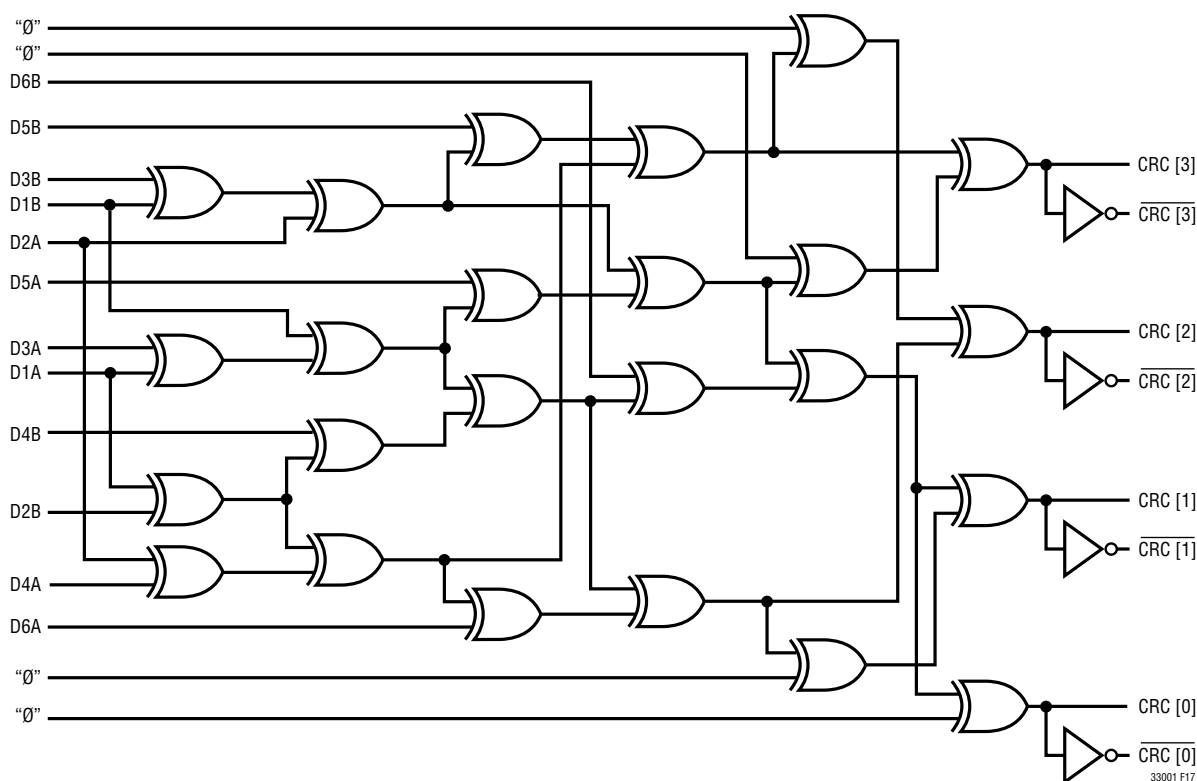 “Ø”
“Ø”
D6B
D5B
D3B
D1B
D2A
D5A
D3A
D1A
D4B
D2B
D4A
D6A
“Ø”
“Ø”
CRC [3]
CRC [3]
CRC [2]
CRC [2]
CRC [1]
CRC [1]
CRC [0]
CRC [0]
33001 F17